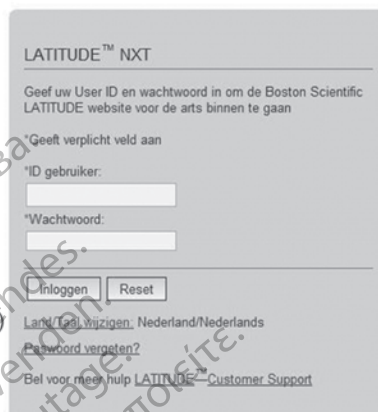 LATITUDE™ NXT
Geef uw User ID en wachtwoord in om de Boston Scientific
LATITUDE website voor de arts binnen te gaan
*Geeft verplicht veld aan
*ID gebruiker:
*Wachtwoord:
Inloggen Reset
Land/Taal wijzigen: Nederland/Nederlands
Paswoord vergeten?
Bel voor meer hulp LATITUDE™ Customer Support